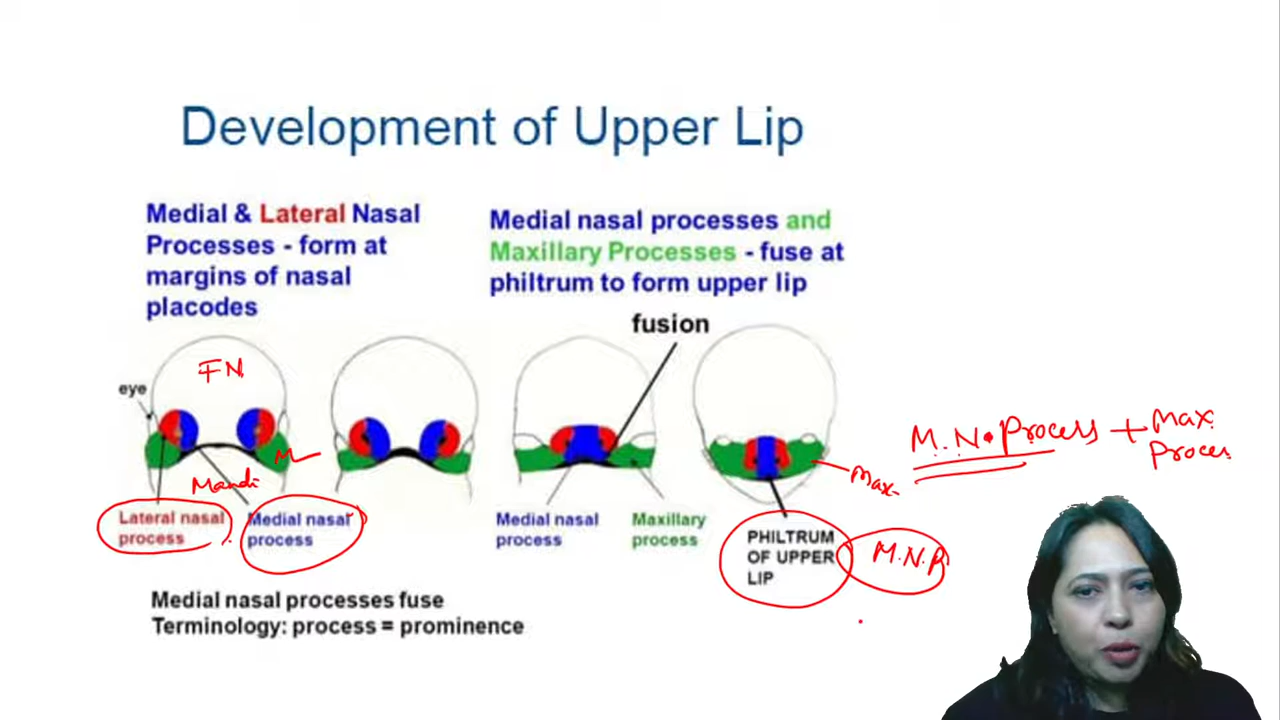 Development of Upper Lip
Medial & Lateral Nasal
Processes - form at
margins of nasal
placodes
Medial nasal processes and
Maxillary Processes - fuse at
philtrum to form upper lip
fusion
FN
eye
M
Mandi
Max
M.N. Process + Max.
Proces
Lateral nasal
process
Medial nasal
process
Medial nasal
process
Maxillary
process
PHILTRUM
OF UPPER
LIP
M.N.P
Medial nasal processes fuse
Terminology: process = prominence